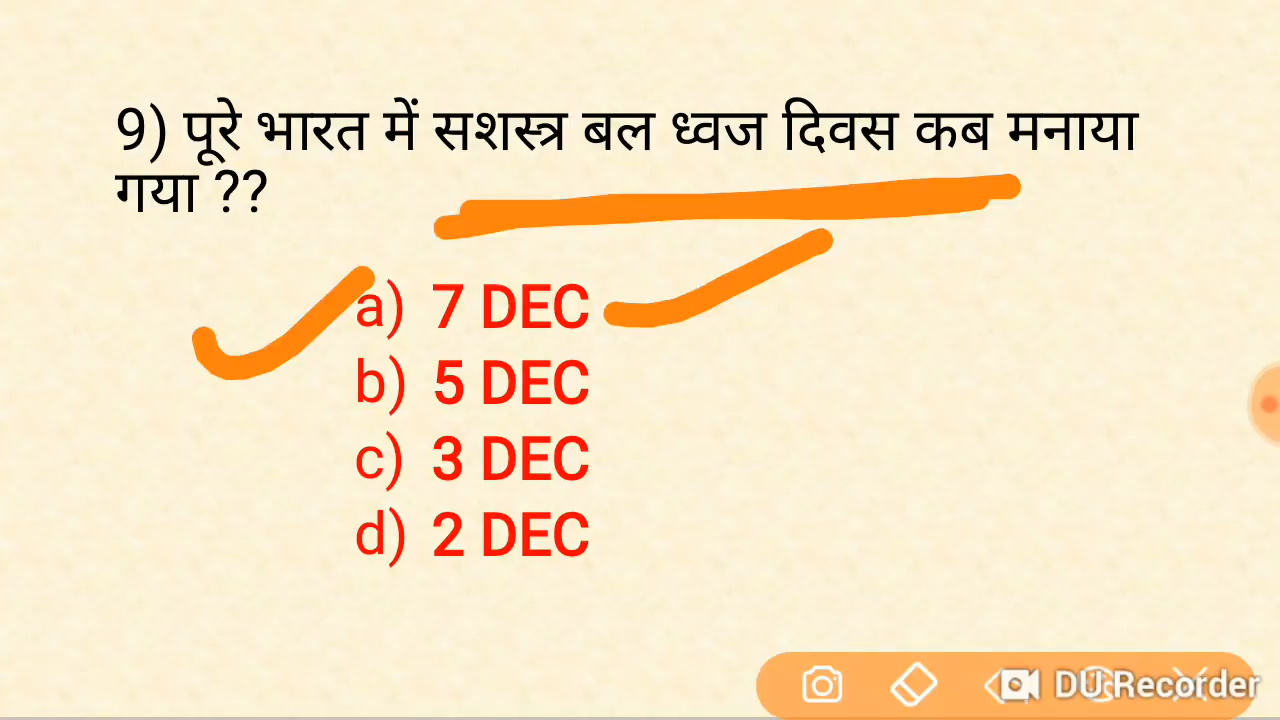 9) पूरे भारत में सशस्त्र बल ध्वज दिवस कब मनाया
गया ??
a) 7 DEC
b) 5 DEC
c) 3 DEC
d) 2 DEC
DU Recorder